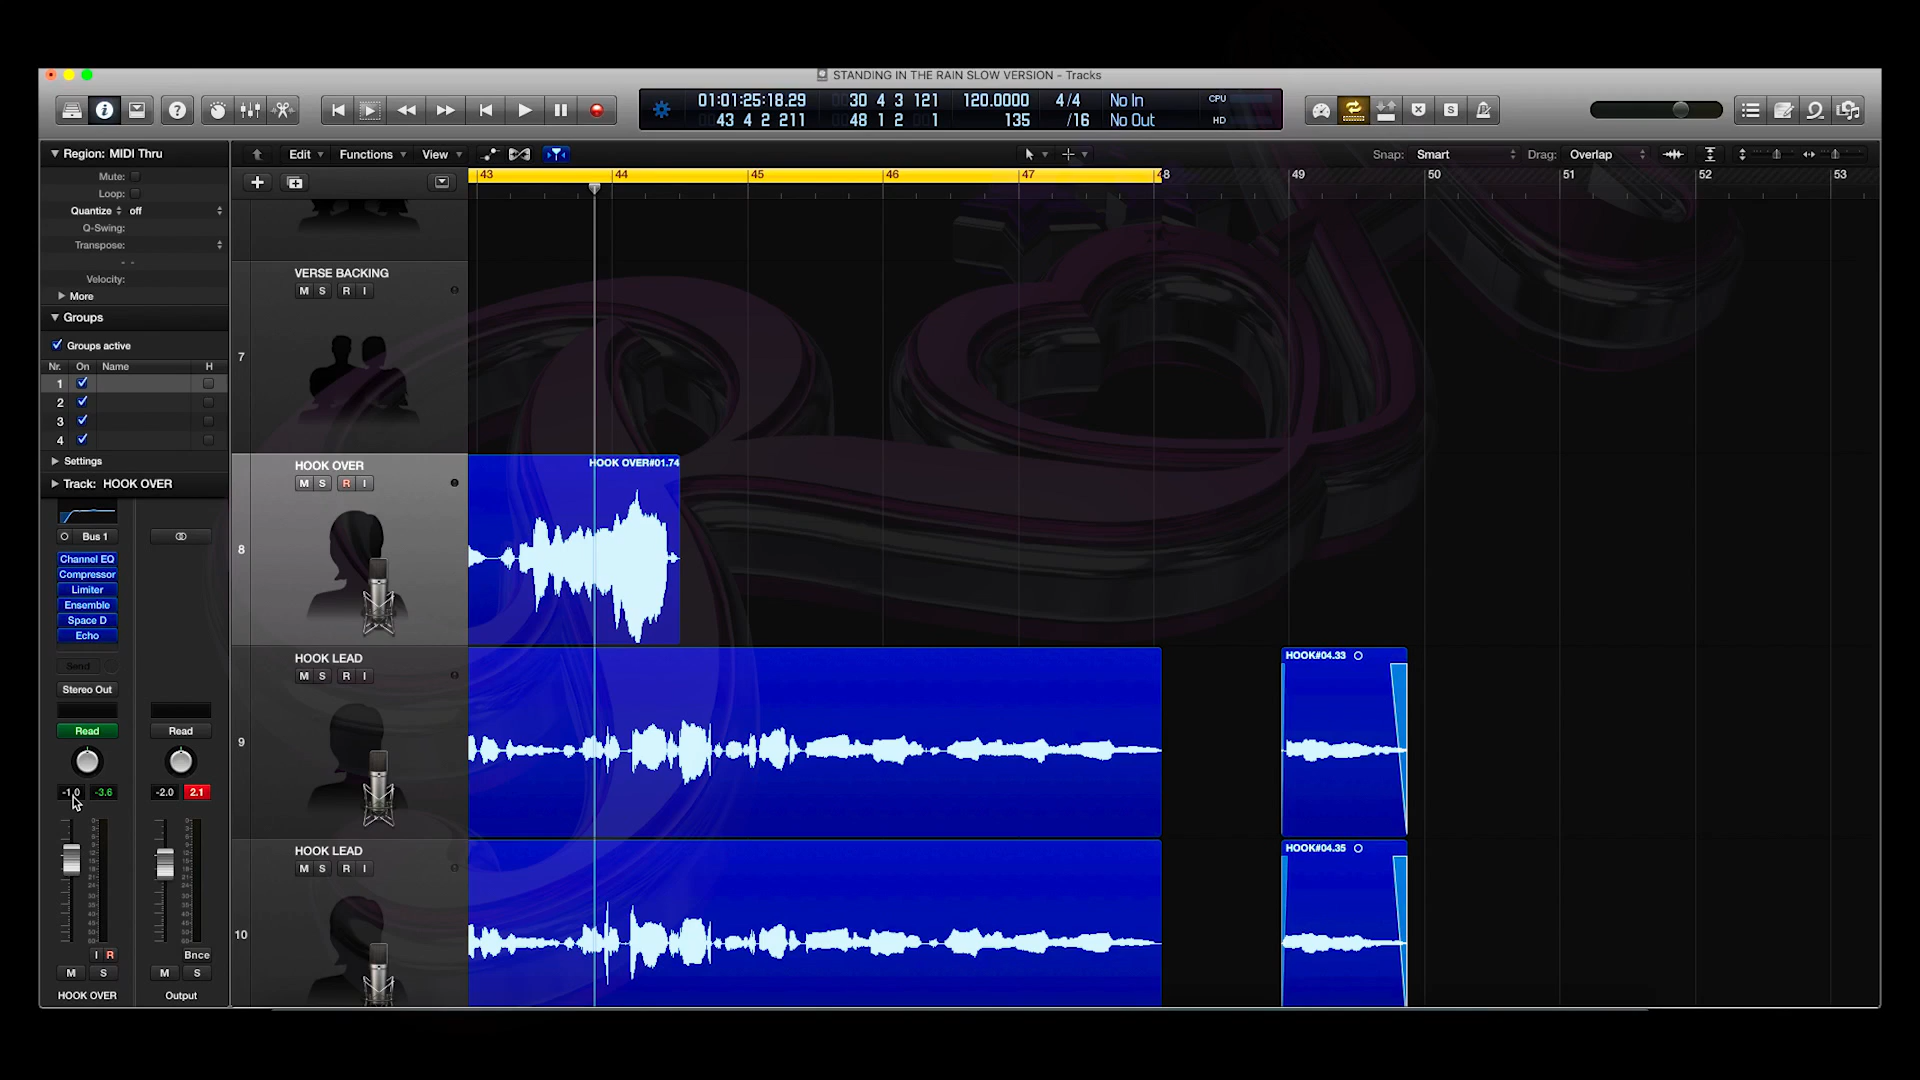 STANDING IN THE RAIN SLOW VERSION - Tracks
01:01:25:18.29 30 4 3 121 120.0000 4/4 No In CPU
43 4 2 211 48 1 2 1 135 /16 No Out HD
Region: MIDI Thru
Edit Functions View
Snap: Smart Drag: Overlap
Mute:
Loop:
Quantize off
Q-Swing:
Transpose:
- -
Velocity:
More
43 44 45 46 47 48 49 50 51 52 53
Groups
Groups active
Nr. On Name H
1
2
3
4
Settings
Track: HOOK OVER
Bus 1
Channel EQ
Compressor
Limiter
Ensemble
Space D
Echo
Send
Stereo Out
Read Read
-1.0 -3.6 -2.0 2.1
I R Bnce
M S M S
HOOK OVER Output
VERSE BACKING
M S R I
7
HOOK OVER
M S R I
8
HOOK OVER#01.74
HOOK LEAD
M S R I
9
HOOK#04.33
HOOK LEAD
M S R I
10
HOOK#04.35